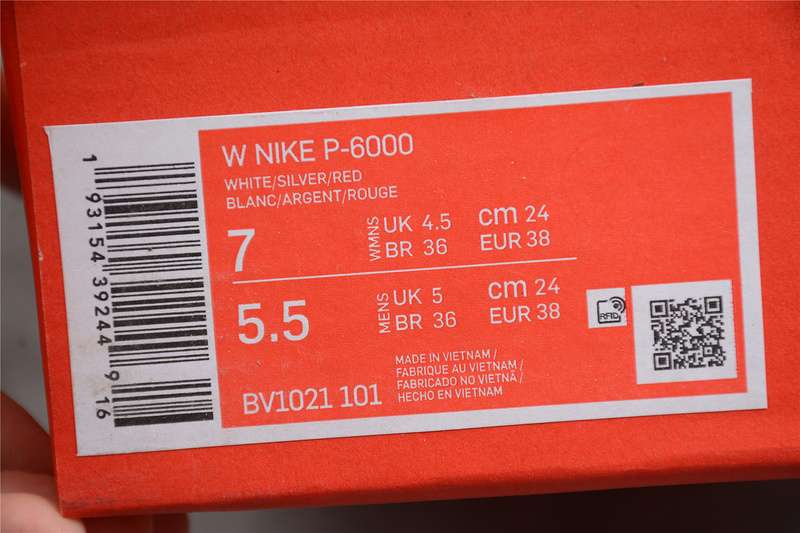 W NIKE P-6000
WHITE/SILVER/RED
BLANC/ARGENT/ROUGE
7 WMNS UK 4.5 cm 24
BR 36 EUR 38
5.5 MENS UK 5 cm 24
BR 36 EUR 38
MADE IN VIETNAM /
FABRIQUE AU VIETNAM /
FABRICADO NO VIETNÃ /
HECHO EN VIETNAM
BV1021 101
RFID
1 93154 39244 9 16